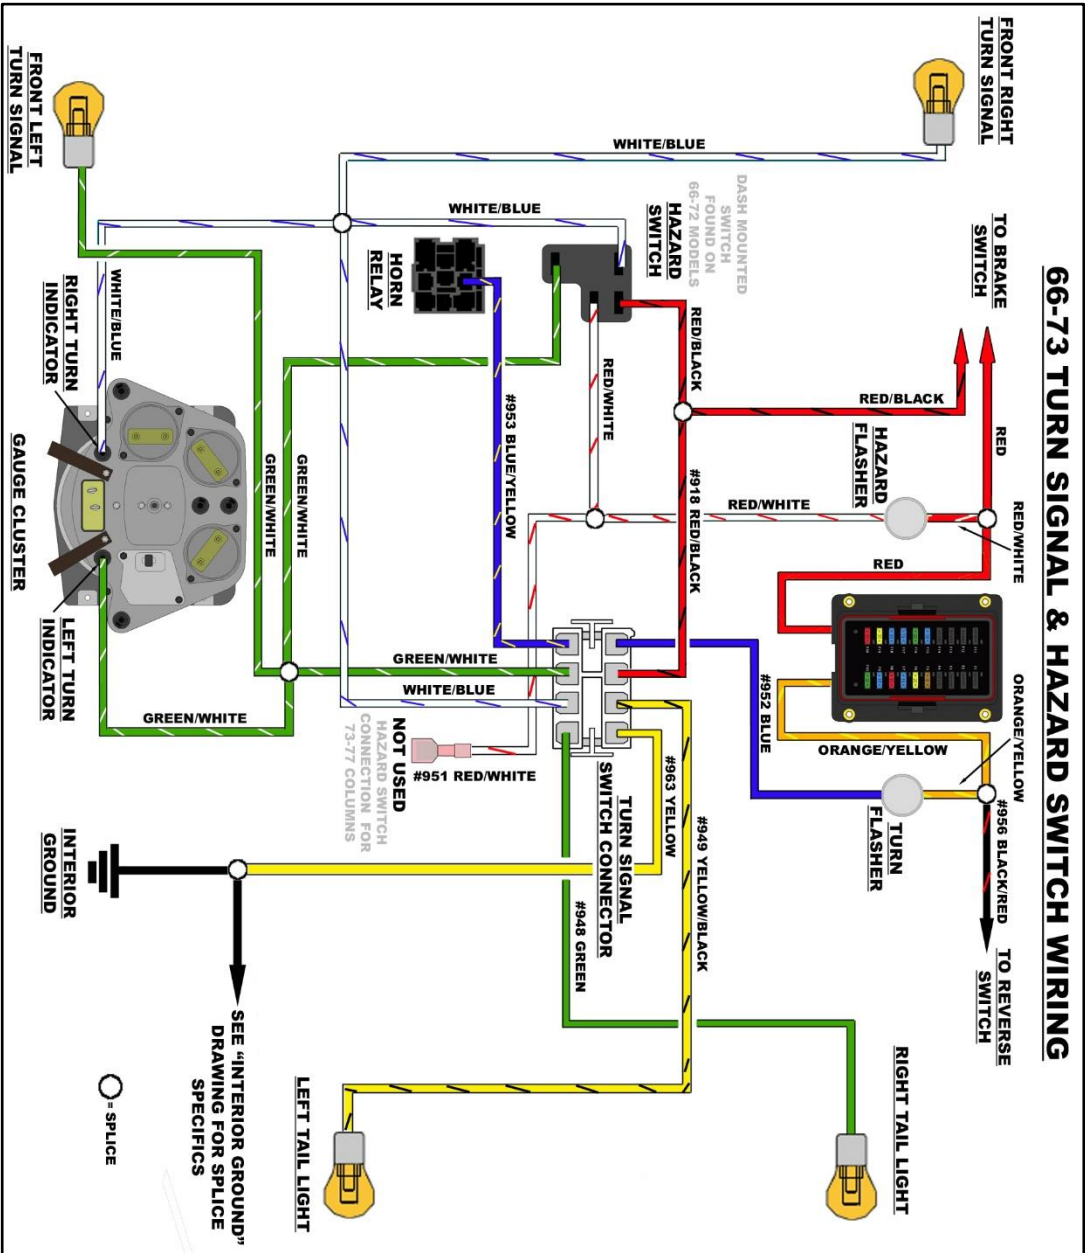 66-73 TURN SIGNAL & HAZARD SWITCH WIRING
FRONT RIGHT
TURN SIGNAL
TO BRAKE
SWITCH
RED/BLACK
RED
HAZARD
FLASHER
RED/WHITE
RED/WHITE
RED
ORANGE/YELLOW
ORANGE/YELLOW
TURN
FLASHER
#956 BLACK/RED
TO REVERSE
SWITCH
RIGHT TAIL LIGHT
WHITE/BLUE
DASH MOUNTED
SWITCH
FOUND ON
66-72 MODELS
HAZARD
SWITCH
RED/BLACK
RED/WHITE
#918 RED/BLACK
#952 BLUE
#963 YELLOW
#949 YELLOW/BLACK
TURN SIGNAL
SWITCH CONNECTOR
#948 GREEN
WHITE/BLUE
HORN
RELAY
#953 BLUE/YELLOW
GREEN/WHITE
WHITE/BLUE
NOT USED
HAZARD SWITCH
CONNECTION FOR
73-77 COLUMNS
#951 RED/WHITE
LEFT TAIL LIGHT
GREEN/WHITE
GREEN/WHITE
SEE "INTERIOR GROUND"
DRAWING FOR SPLICE
SPECIFICS
FRONT LEFT
TURN SIGNAL
WHITE/BLUE
RIGHT TURN
INDICATOR
GAUGE CLUSTER
LEFT TURN
INDICATOR
GREEN/WHITE
INTERIOR
GROUND
= SPLICE